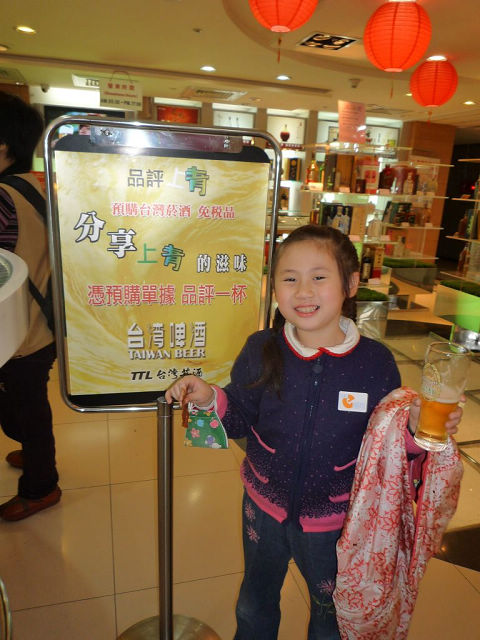 品評上青
預購台灣菸酒 免稅品
分享上青的滋味
憑預購單據 品評一杯
台灣啤酒
TAIWAN BEER
TTL 台灣菸酒